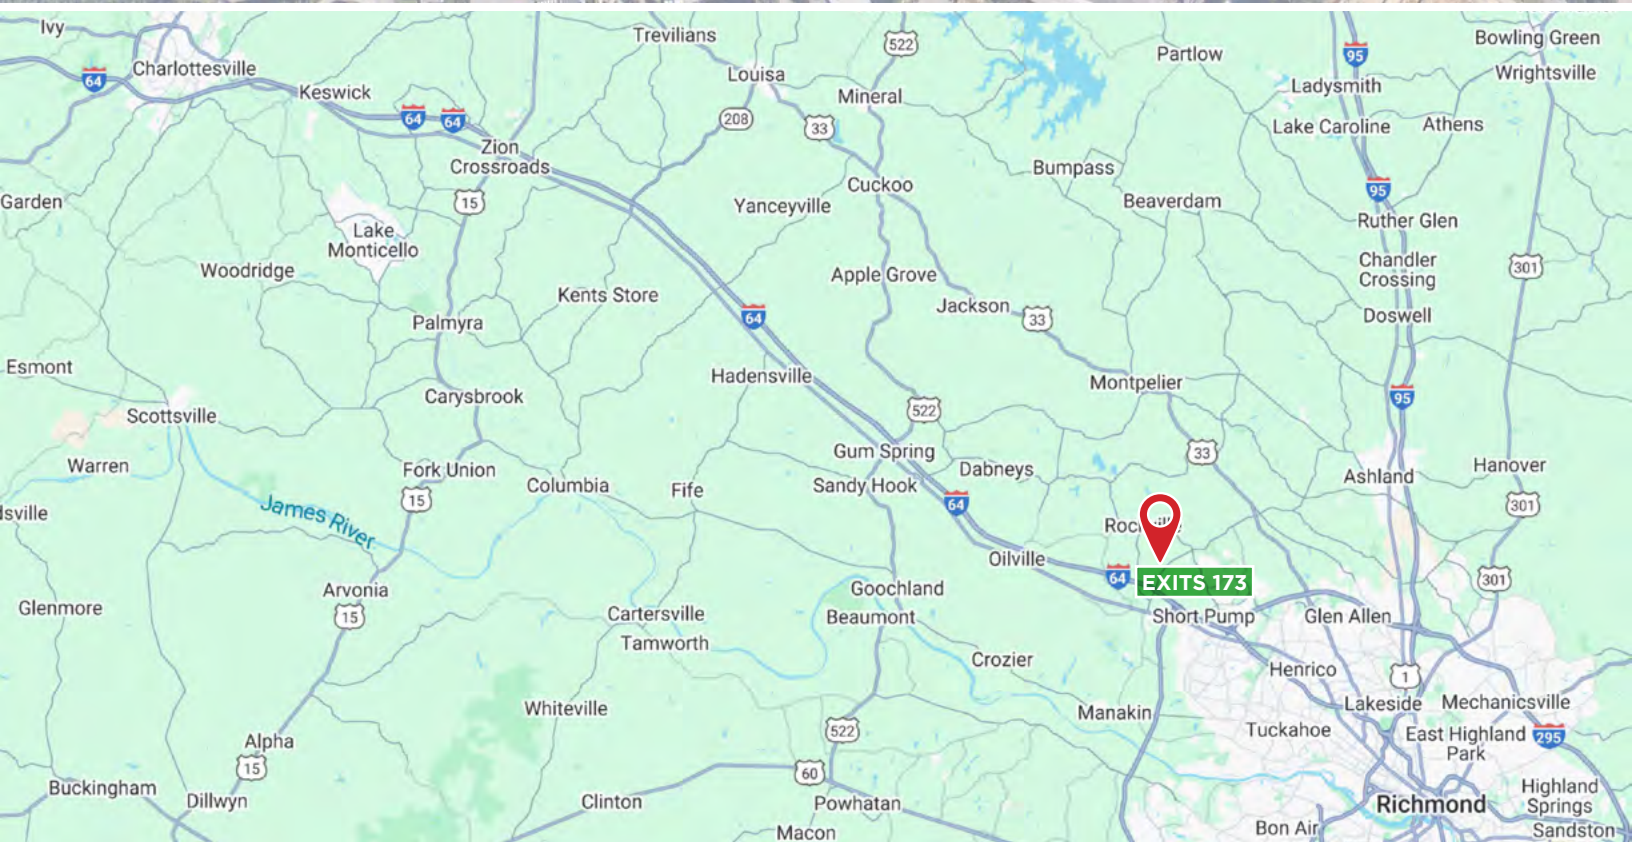 Ivy
Trevilians
522
Partlow
95
Bowling Green
Charlottesville
64
Louisa
Wrightsville
Keswick
Mineral
Ladysmith
64
64
208
33
Lake Caroline
Athens
Zion
Crossroads
Bumpass
Cuckoo
95
Garden
15
Yanceyville
Beaverdam
Ruther Glen
Lake
Monticello
Woodridge
Apple Grove
Chandler
Crossing
301
Kents Store
Jackson
33
64
Doswell
Palmyra
Esmont
Hadensville
Montpelier
Carysbrook
95
Scottsville
522
Gum Spring
33
Warren
Fork Union
Dabneys
Ashland
Hanover
Columbia
Fife
Sandy Hook
15
64
301
James River
dsville
Oilville
64
EXITS 173
301
Arvonia
Goochland
Glenmore
15
Cartersville
Beaumont
Short Pump
Glen Allen
Tamworth
Crozier
Henrico
1
Whiteville
Manakin
Lakeside
Mechanicsville
522
Tuckahoe
East Highland
Park
295
Alpha
15
60
Buckingham
Dillwyn
Clinton
Powhatan
Richmond
Highland
Springs
Macon
Bon Air
Sandston